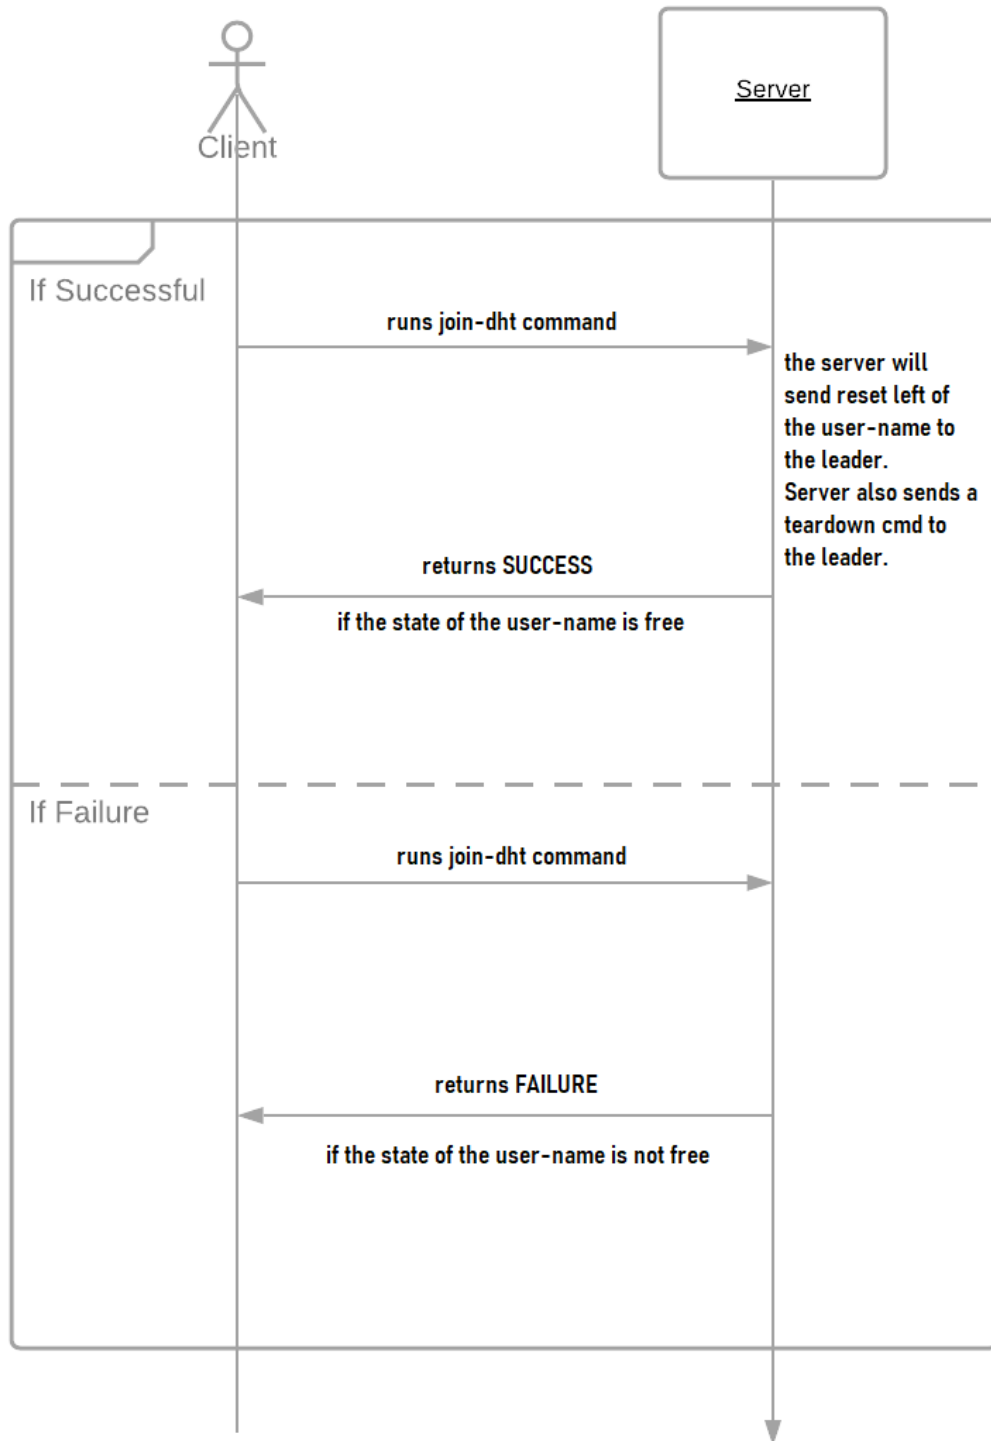 Client
Server
If Successful
runs join-dht command
the server will
send reset left of
the user-name to
the leader.
Server also sends a
teardown cmd to
the leader.
returns SUCCESS
if the state of the user-name is free
If Failure
runs join-dht command
returns FAILURE
if the state of the user-name is not free